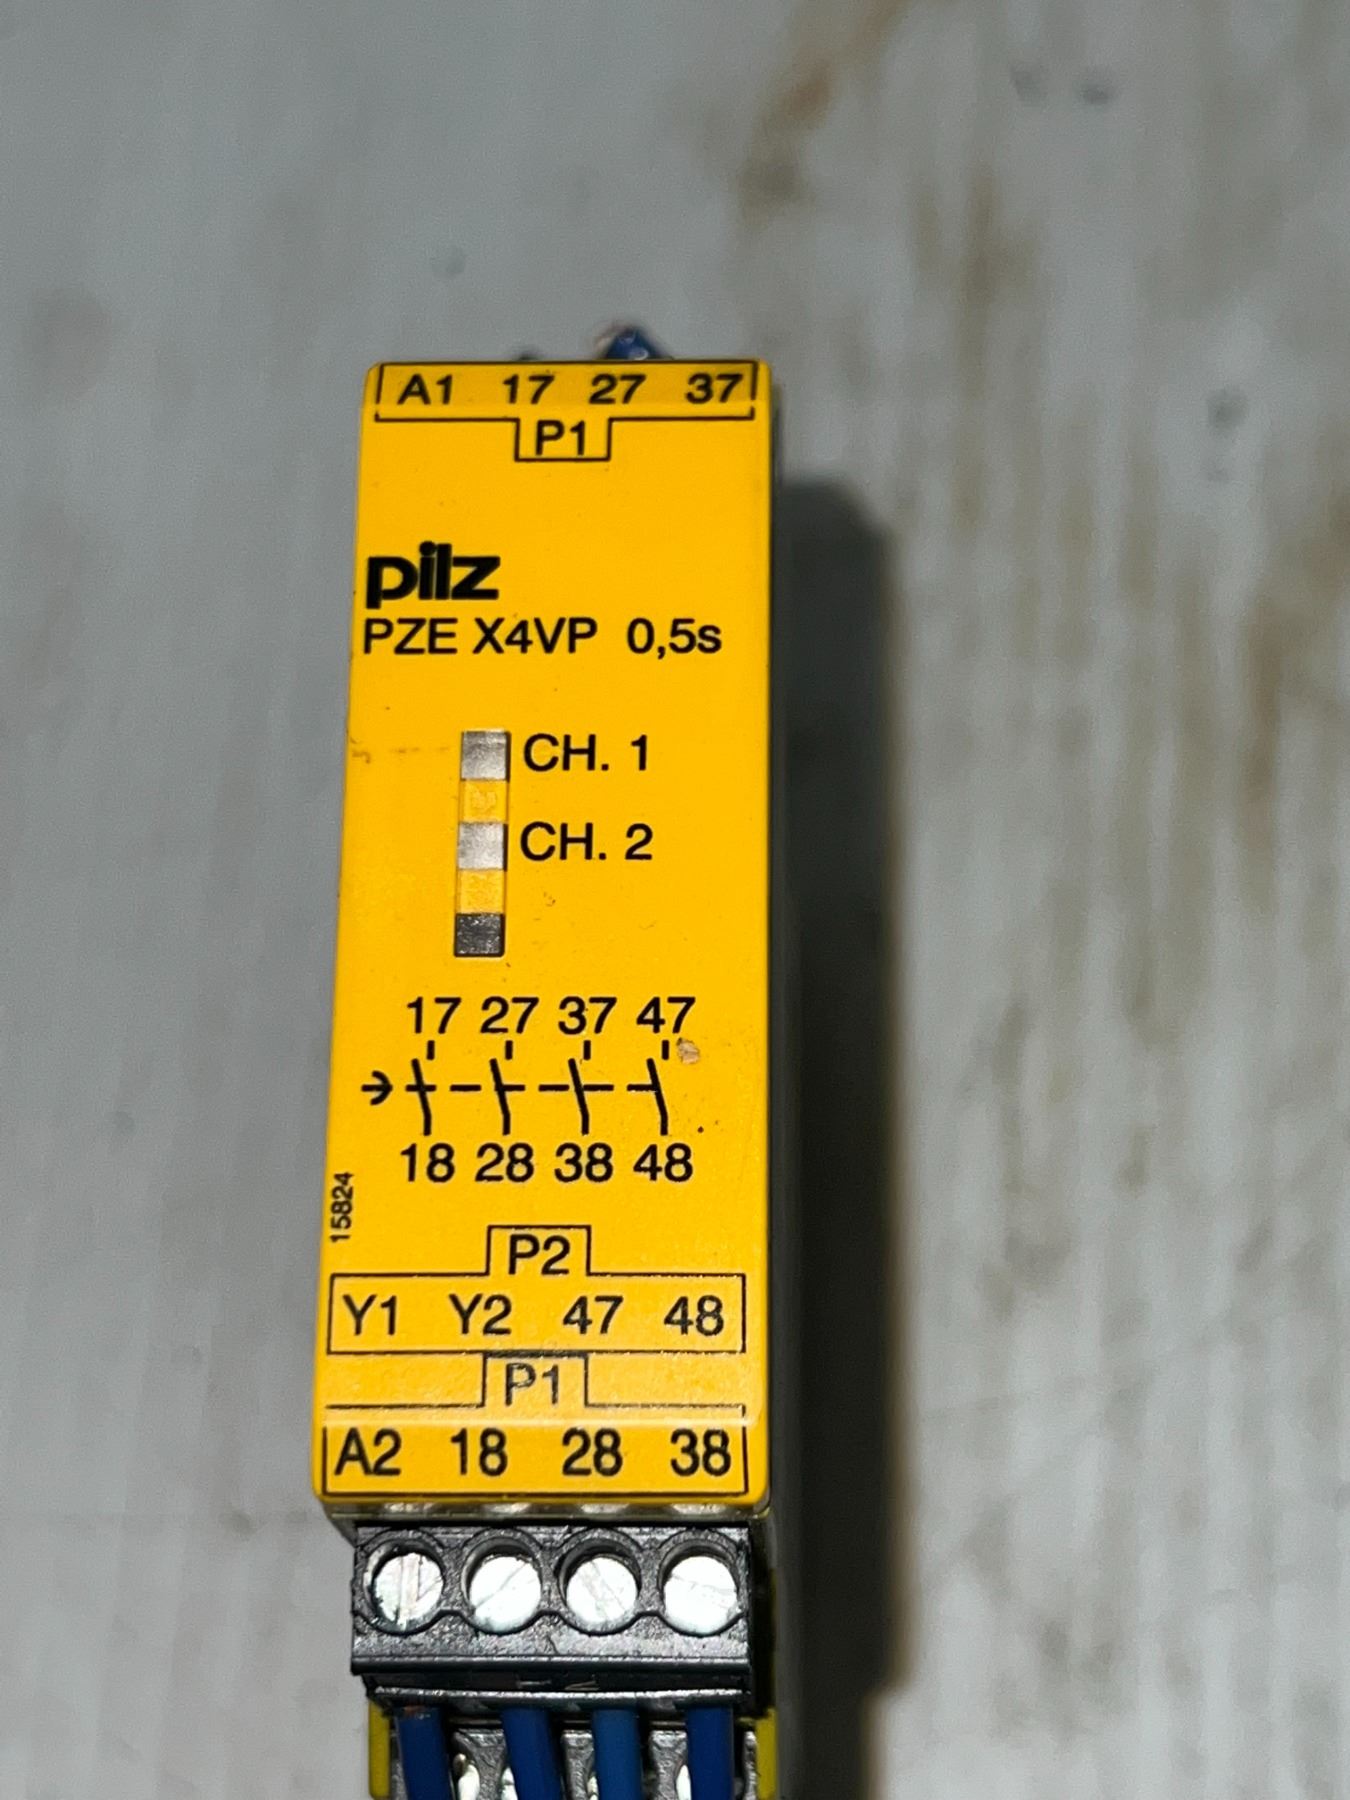 A1 17 27 37
P1
pilz
PZE X4VP 0,5s
CH. 1
CH. 2
17 27 37 47
18 28 38 48
15824
P2
Y1 Y2 47 48
P1
A2 18 28 38